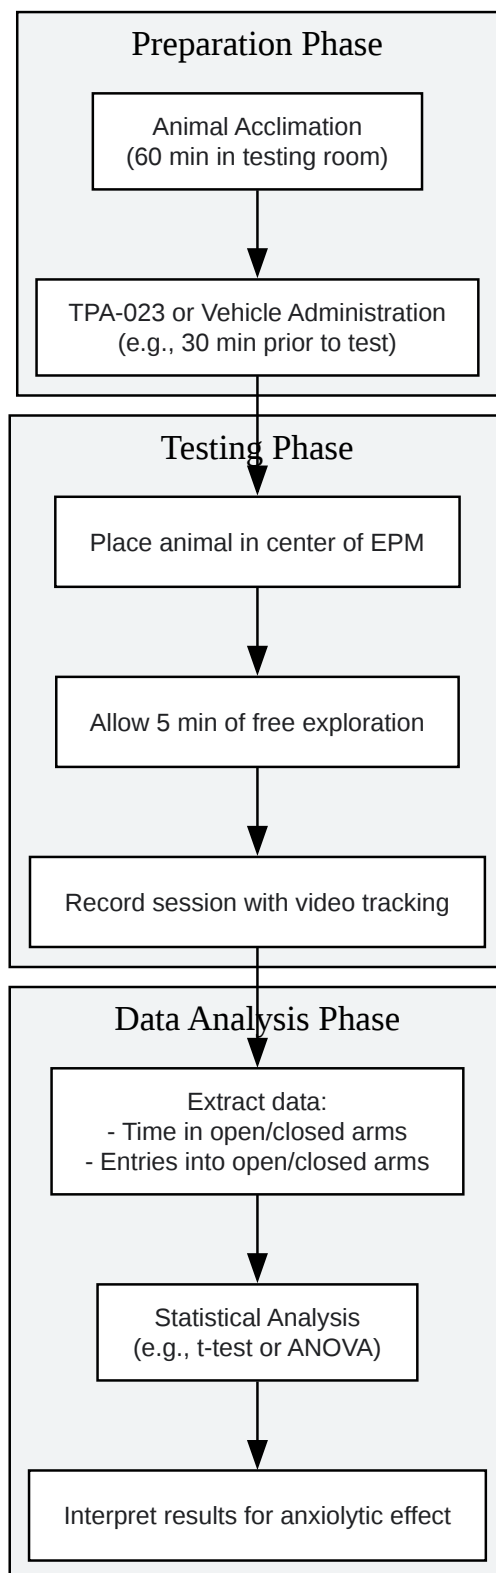 Preparation Phase
Animal Acclimation
(60 min in testing room)
TPA-023 or Vehicle Administration
(e.g., 30 min prior to test)
Testing Phase
Place animal in center of EPM
Allow 5 min of free exploration
Record session with video tracking
Data Analysis Phase
Extract data:
- Time in open/closed arms
- Entries into open/closed arms
Statistical Analysis
(e.g., t-test or ANOVA)
Interpret results for anxiolytic effect